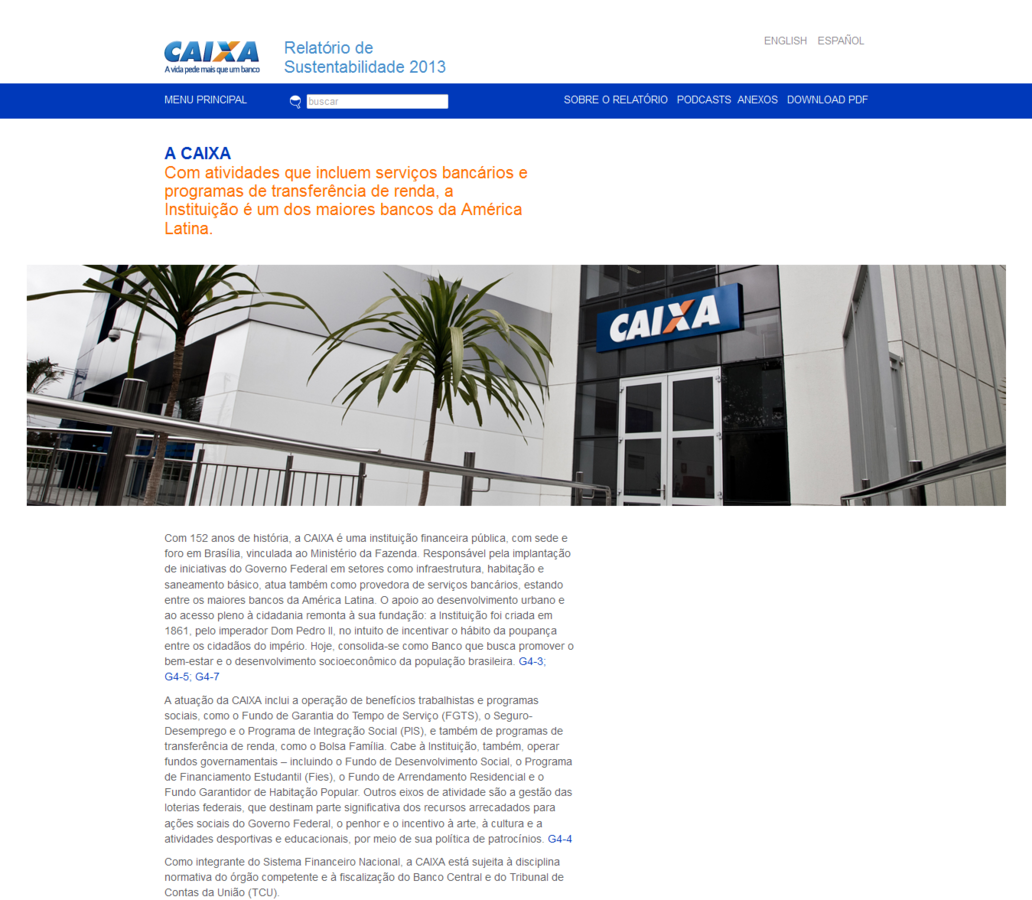 CAIXA
A vida pede mais que um banco
Relatório de
Sustentabilidade 2013
ENGLISH ESPAÑOL
MENU PRINCIPAL buscar SOBRE O RELATÓRIO PODCASTS ANEXOS DOWNLOAD PDF
A CAIXA
Com atividades que incluem serviços bancários e
programas de transferência de renda, a
Instituição é um dos maiores bancos da América
Latina.
CAIXA
Com 152 anos de história, a CAIXA é uma instituição financeira pública, com sede e
foro em Brasília, vinculada ao Ministério da Fazenda. Responsável pela implantação
de iniciativas do Governo Federal em setores como infraestrutura, habitação e
saneamento básico, atua também como provedora de serviços bancários, estando
entre os maiores bancos da América Latina. O apoio ao desenvolvimento urbano e
ao acesso pleno à cidadania remonta à sua fundação: a Instituição foi criada em
1861, pelo imperador Dom Pedro II, no intuito de incentivar o hábito da poupança
entre os cidadãos do império. Hoje, consolida-se como Banco que busca promover o
bem-estar e o desenvolvimento socioeconômico da população brasileira. G4-3;
G4-5; G4-7
A atuação da CAIXA inclui a operação de benefícios trabalhistas e programas
sociais, como o Fundo de Garantia do Tempo de Serviço (FGTS), o Seguro-
Desemprego e o Programa de Integração Social (PIS), e também de programas de
transferência de renda, como o Bolsa Família. Cabe à Instituição, também, operar
fundos governamentais – incluindo o Fundo de Desenvolvimento Social, o Programa
de Financiamento Estudantil (Fies), o Fundo de Arrendamento Residencial e o
Fundo Garantidor de Habitação Popular. Outros eixos de atividade são a gestão das
loterias federais, que destinam parte significativa dos recursos arrecadados para
ações sociais do Governo Federal, o penhor e o incentivo à arte, à cultura e a
atividades desportivas e educacionais, por meio de sua política de patrocínios. G4-4
Como integrante do Sistema Financeiro Nacional, a CAIXA está sujeita à disciplina
normativa do órgão competente e à fiscalização do Banco Central e do Tribunal de
Contas da União (TCU).